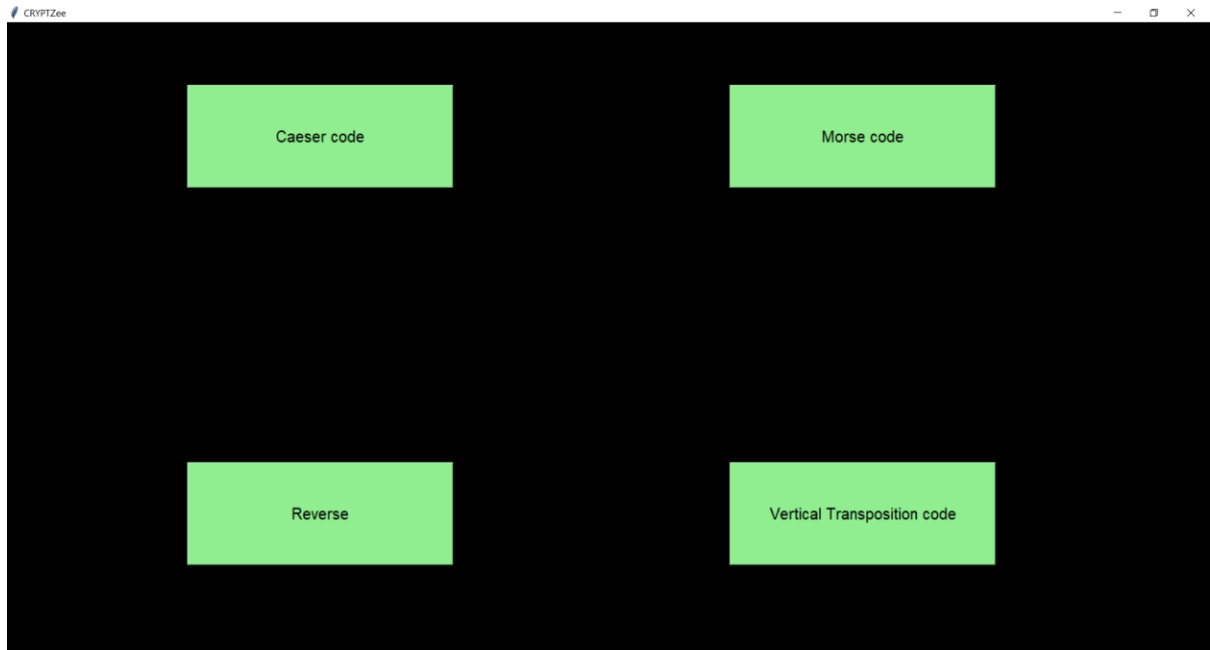 CRYPTZee
Caeser code
Morse code
Reverse
Vertical Transposition code